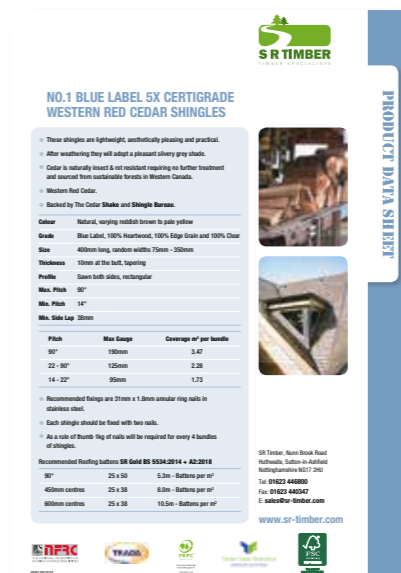 SR TIMBER
TIMBER SPECIALISTS
PRODUCT DATA SHEET
NO.1 BLUE LABEL 5X CERTIGRADE
WESTERN RED CEDAR SHINGLES
These shingles are lightweight, aesthetically pleasing and practical.
After weathering they will adopt a pleasant silvery grey shade.
Cedar is naturally insect & rot resistant requiring no further treatment
and sourced from sustainable forests in Western Canada.
Western Red Cedar.
Backed by The Cedar Shake and Shingle Bureau.
Colour Natural, varying reddish brown to pale yellow
Grade Blue Label, 100% Heartwood, 100% Edge Grain and 100% Clear
Size 400mm long, random widths 75mm - 350mm
Thickness 10mm at the butt, tapering
Profile Sawn both sides, rectangular
Max. Pitch 90°
Min. Pitch 14°
Min. Side Lap 38mm
Pitch Max Gauge Coverage m² per bundle
90° 190mm 3.47
22 - 90° 125mm 2.28
14 - 22° 95mm 1.73
Recommended fixings are 31mm x 1.8mm annular ring nails in
stainless steel.
Each shingle should be fixed with two nails.
As a rule of thumb 1kg of nails will be required for every 4 bundles
of shingles.
Recommended Roofing battens SR Gold BS 5534:2014 + A2:2018
90° 25 x 50 5.3m - Battens per m²
450mm centres 25 x 38 8.0m - Battens per m²
600mm centres 25 x 38 10.5m - Battens per m²
SR Timber, Nunn Brook Road
Huthwaite, Sutton-in-Ashfield
Nottinghamshire NG17 2HU
Tel: 01623 446800
Fax: 01623 440347
E: sales@sr-timber.com
www.sr-timber.com
NFRC
TRADA
PEFC
FSC